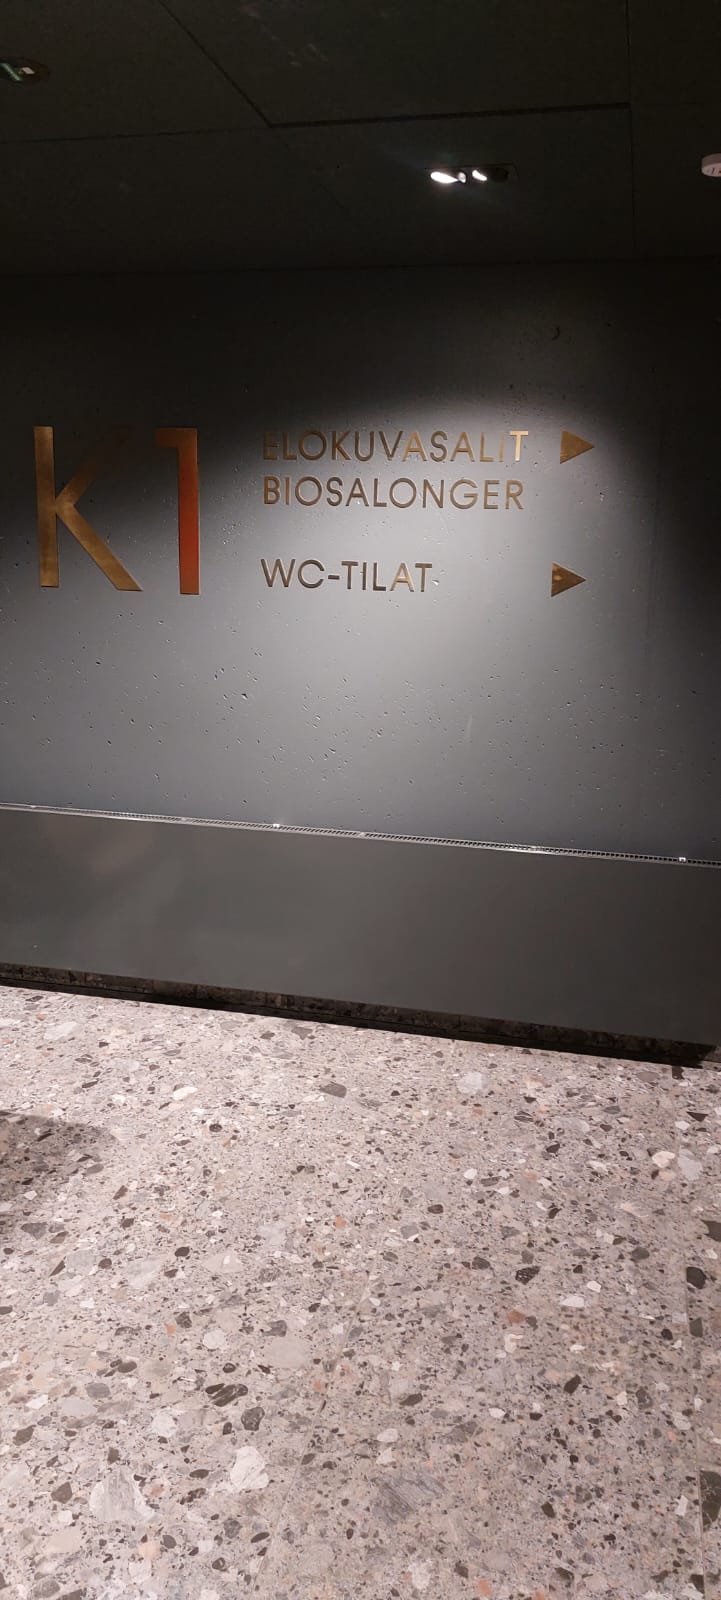 K1
ELOKUVASALIT
BIOSALONGER
WC-TILAT